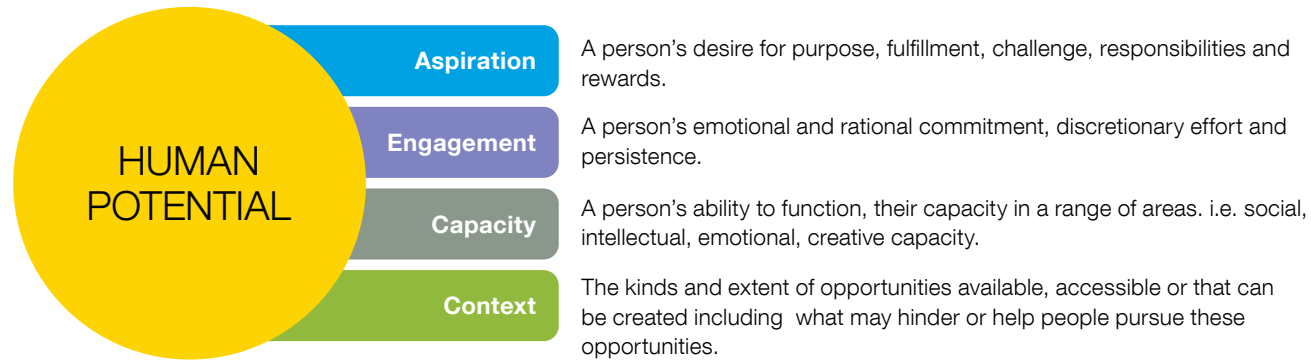 HUMAN
POTENTIAL
Aspiration
A person’s desire for purpose, fulfillment, challenge, responsibilities and
rewards.
Engagement
A person’s emotional and rational commitment, discretionary effort and
persistence.
Capacity
A person’s ability to function, their capacity in a range of areas. i.e. social,
intellectual, emotional, creative capacity.
Context
The kinds and extent of opportunities available, accessible or that can
be created including  what may hinder or help people pursue these
opportunities.